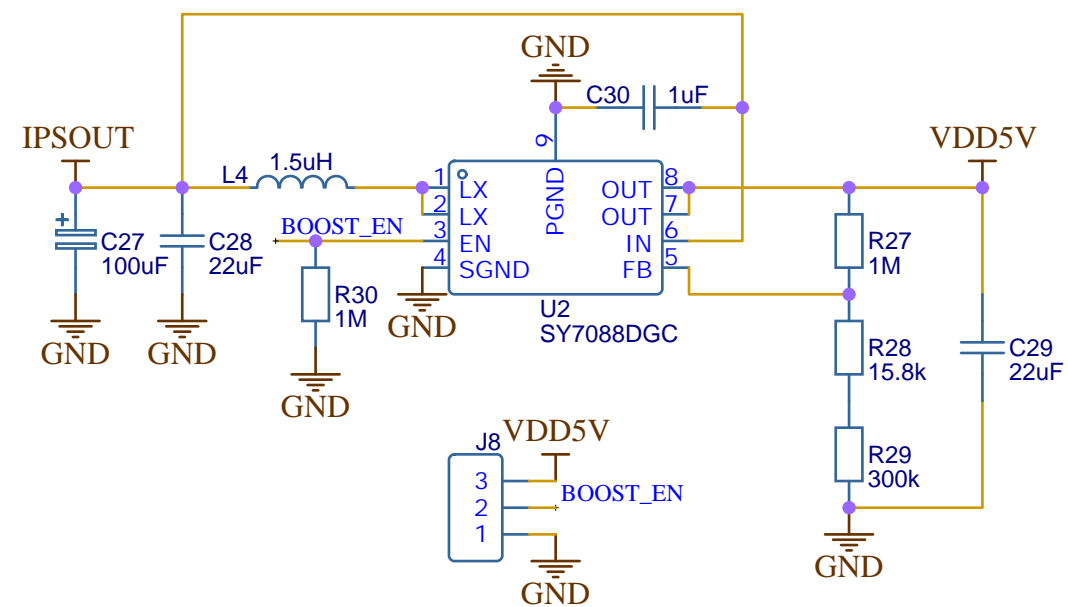 GND
C30 1uF
IPSOUT
VDD5V
9
L4 1.5uH
1 LX
2 LX
3 EN
4 SGND
PGND
OUT 8
OUT 7
IN 6
FB 5
BOOST_EN
+
C27
100uF
C28
22uF
R30
1M
GND
U2
SY7088DGC
R27
1M
R28
15.8k
R29
300k
C29
22uF
GND
GND
GND
GND
J8 VDD5V
3
2 BOOST_EN
1
GND